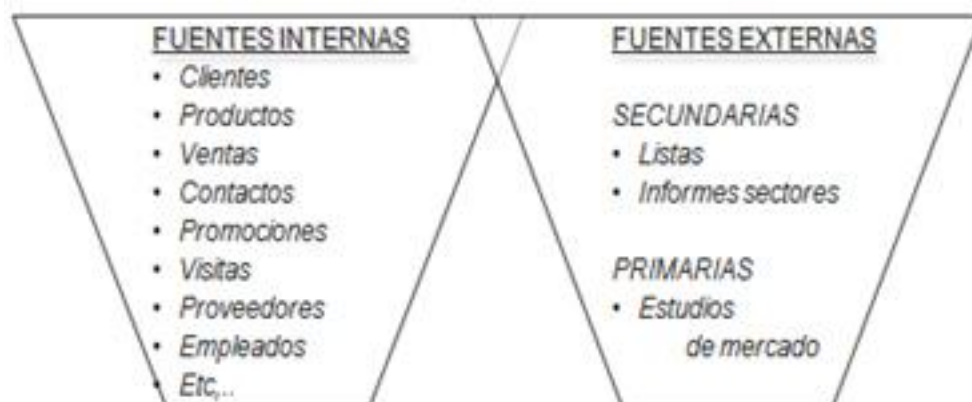 FUENTES INTERNAS
• Clientes
• Productos
• Ventas
• Contactos
• Promociones
• Visitas
• Proveedores
• Empleados
• Etc,..
FUENTES EXTERNAS
SECUNDARIAS
• Listas
• Informes sectores
PRIMARIAS
• Estudios
de mercado